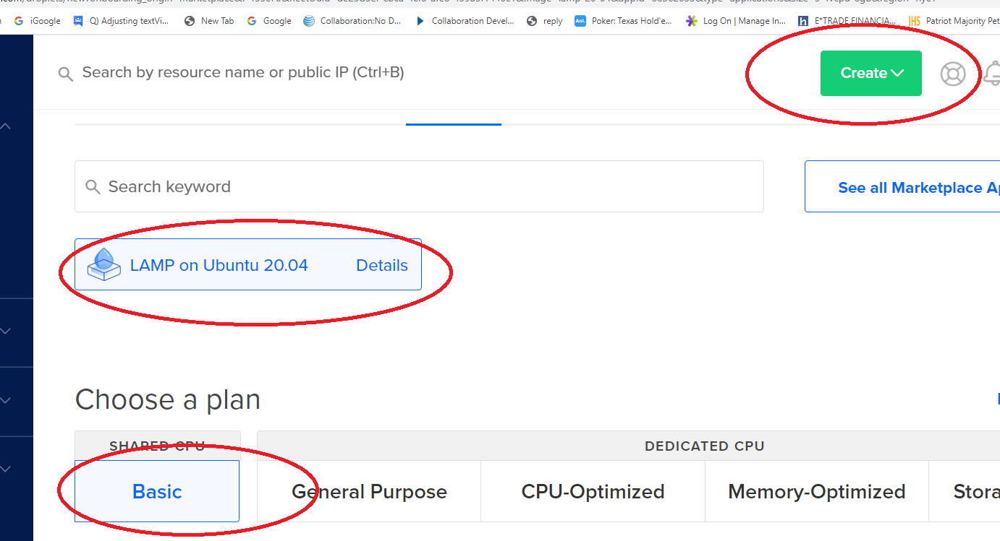 iGoogle Q) Adjusting textVi... New Tab Google Collaboration:No D... Collaboration Devel... reply Aol. Poker: Texas Hold'e... Log On | Manage In... h E*TRADE FINANCIA... IHS Patriot Majority Pet
Search by resource name or public IP (Ctrl+B)
Create
Search keyword
See all Marketplace Ap
LAMP on Ubuntu 20.04 Details
Choose a plan
SHARED CPU DEDICATED CPU
Basic General Purpose CPU-Optimized Memory-Optimized Stora